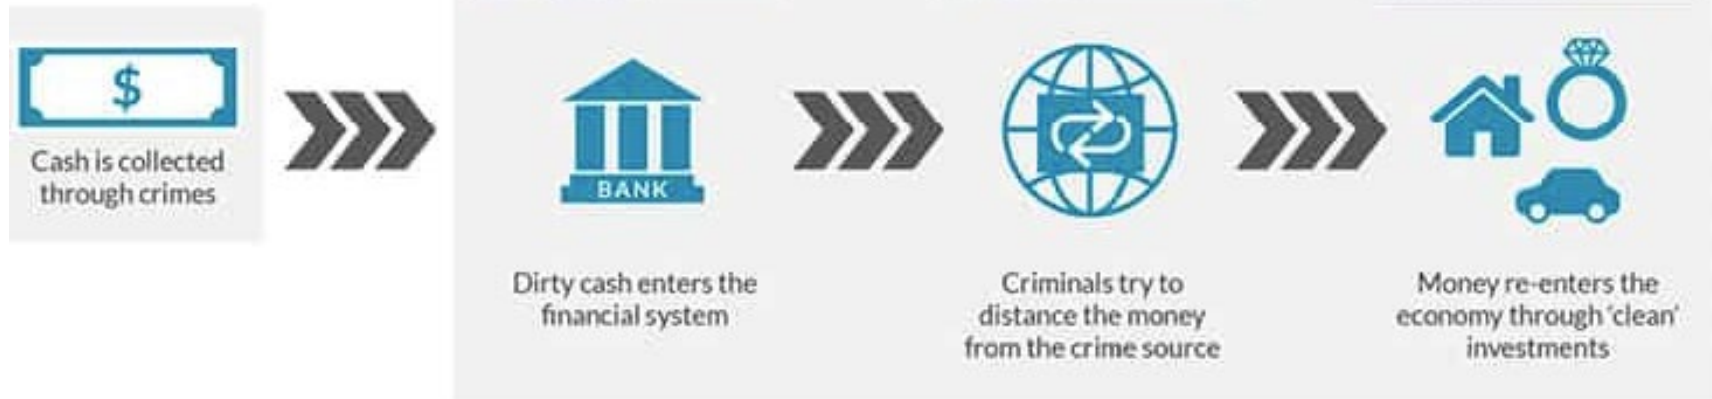 $
Cash is collected
through crimes
BANK
Dirty cash enters the
financial system
Criminals try to
distance the money
from the crime source
Money re-enters the
economy through 'clean'
investments